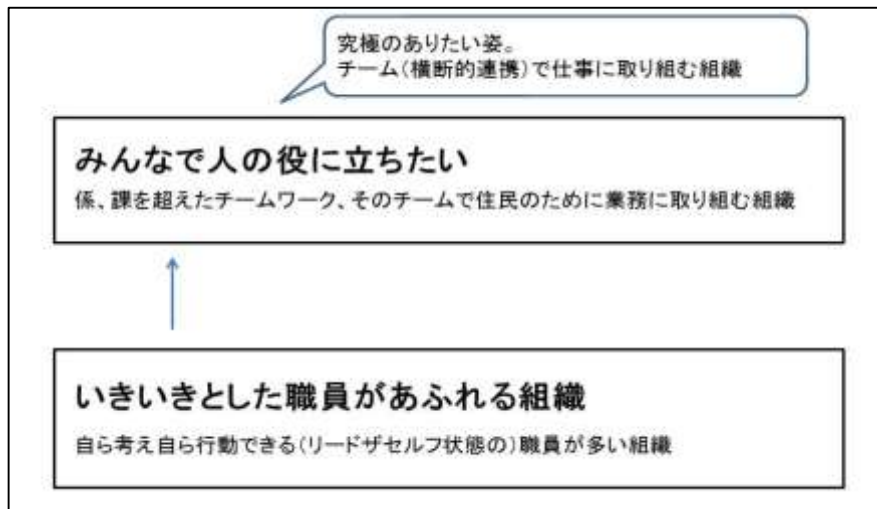 究極のありたい姿。
チーム(横断的連携)で仕事に取り組む組織
みんなで人の役に立ちたい
係、課を超えたチームワーク、そのチームで住民のために業務に取り組む組織
いきいきとした職員があふれる組織
自ら考え自ら行動できる(リードザセルフ状態の)職員が多い組織